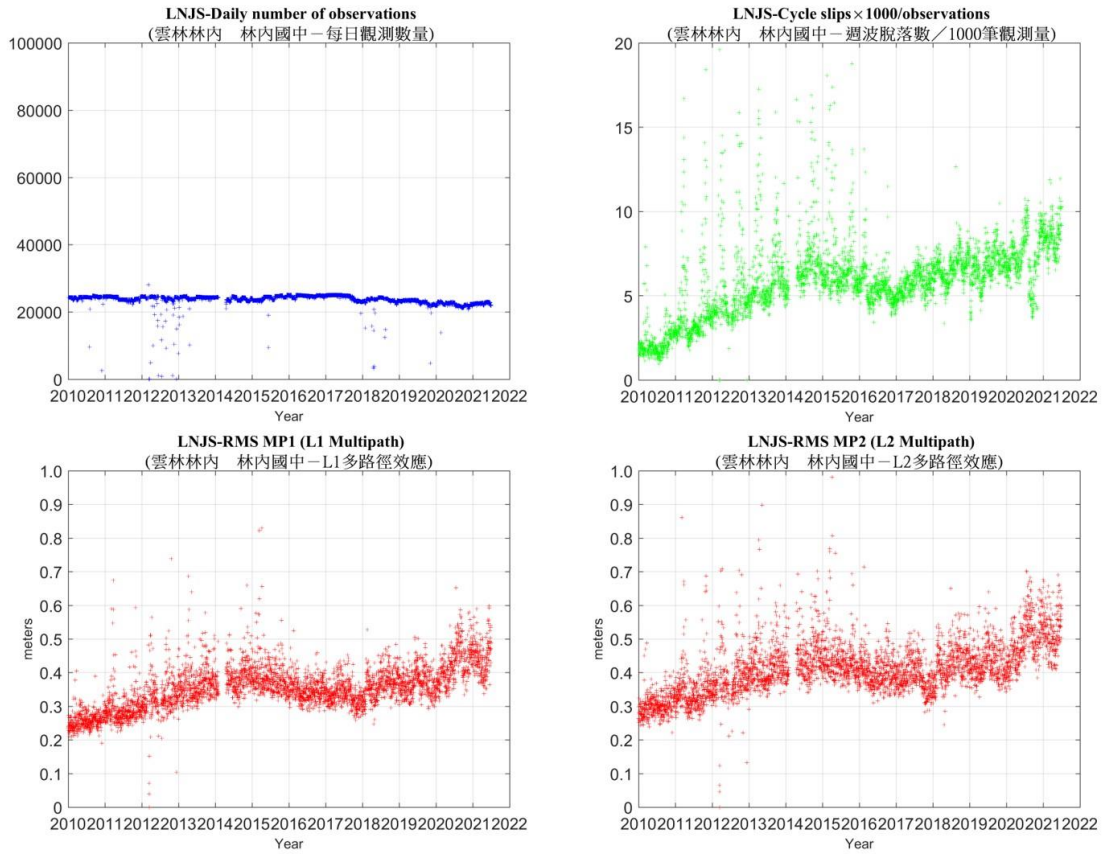 LNJS-Daily number of observations
(雲林林內　林內國中－每日觀測數量)
100000
80000
60000
40000
20000
0
2010 2011 2012 2013 2014 2015 2016 2017 2018 2019 2020 2021 2022
Year
LNJS-Cycle slips×1000/observations
(雲林林內　林內國中－週波脫落數／1000筆觀測量)
20
15
10
5
0
2010 2011 2012 2013 2014 2015 2016 2017 2018 2019 2020 2021 2022
Year
LNJS-RMS MP1 (L1 Multipath)
(雲林林內　林內國中－L1多路徑效應)
1.0
0.9
0.8
0.7
0.6
0.5
0.4
0.3
0.2
0.1
0
meters
2010 2011 2012 2013 2014 2015 2016 2017 2018 2019 2020 2021 2022
Year
LNJS-RMS MP2 (L2 Multipath)
(雲林林內　林內國中－L2多路徑效應)
1.0
0.9
0.8
0.7
0.6
0.5
0.4
0.3
0.2
0.1
0
meters
2010 2011 2012 2013 2014 2015 2016 2017 2018 2019 2020 2021 2022
Year